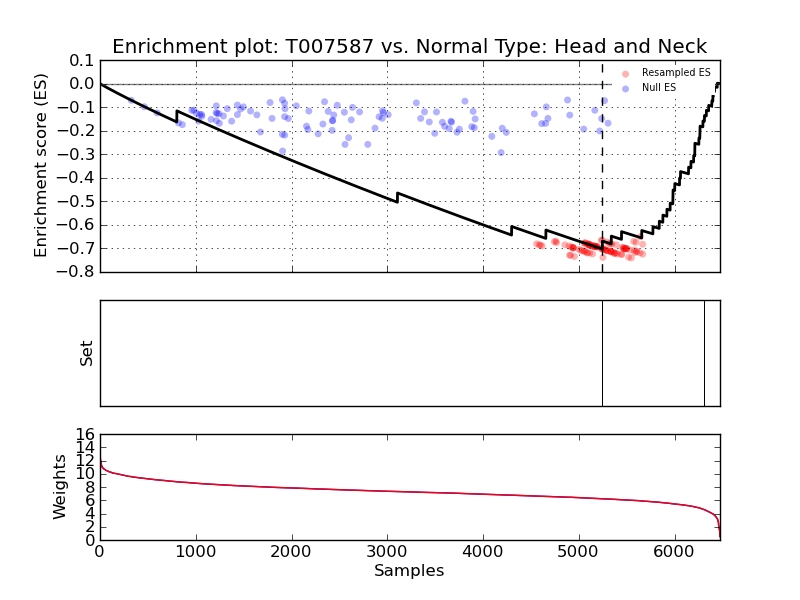 Enrichment plot: T007587 vs. Normal Type: Head and Neck
0.1
0.0
−0.1
−0.2
−0.3
−0.4
−0.5
−0.6
−0.7
−0.8
Enrichment score (ES)
Resampled ES
Null ES
Set
16
14
12
10
8
6
4
2
0
Weights
0 1000 2000 3000 4000 5000 6000
Samples